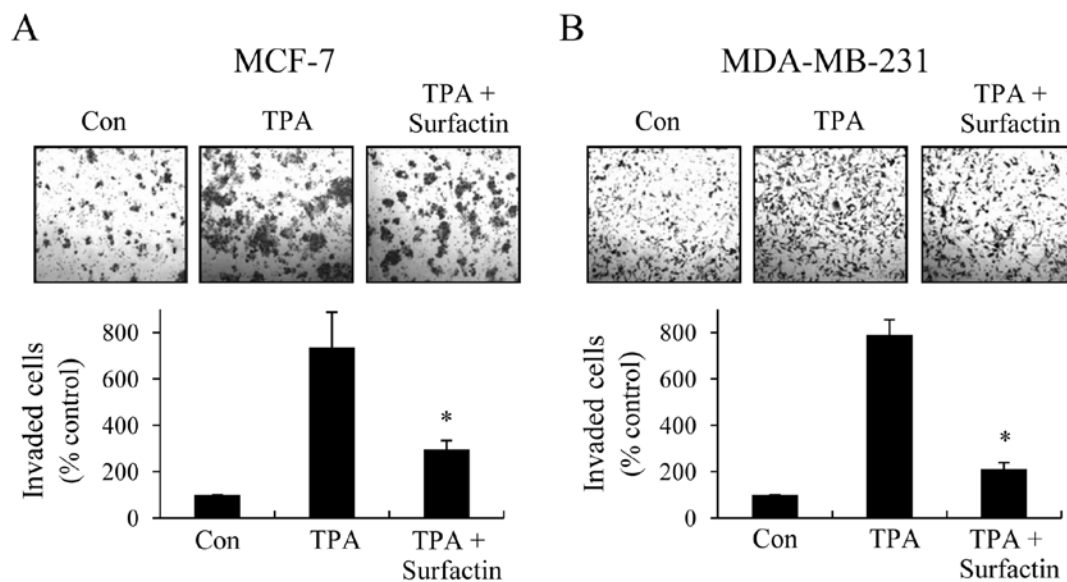 A
MCF-7
Con
TPA
TPA +
Surfactin
Invaded cells
(% control)
800
600
400
200
0
*
Con
TPA
TPA +
Surfactin
B
MDA-MB-231
Con
TPA
TPA +
Surfactin
Invaded cells
(% control)
800
600
400
200
0
*
Con
TPA
TPA +
Surfactin